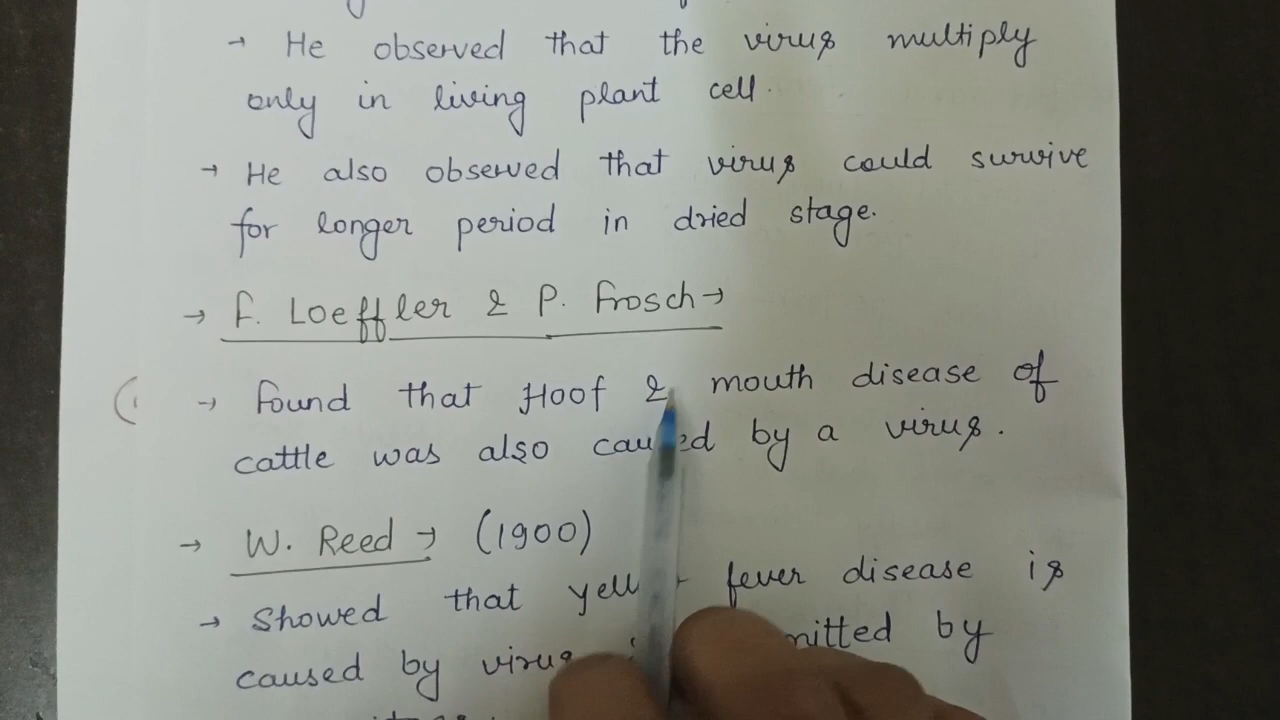 → He observed that the virus multiply
only in living plant cell.
→ He also observed that virus could survive
for longer period in dried stage.
→ F. Loeffler & P. Frosch →
→ Found that Hoof & mouth disease of
cattle was also caused by a virus.
→ W. Reed → (1900)
→ Showed that fever disease is
caused by virus by